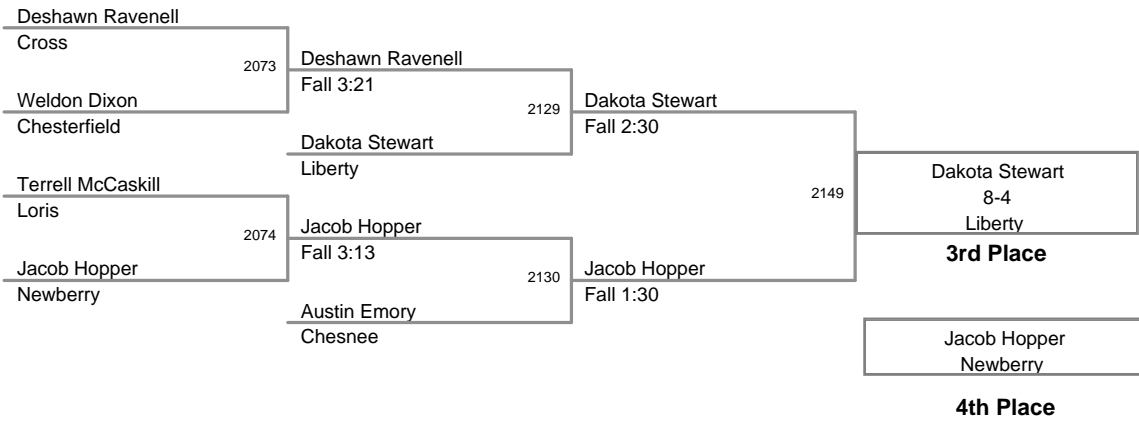 Deshawn Ravenell
Cross
2073
Weldon Dixon
Chesterfield
Terrell McCaskill
Loris
2074
Jacob Hopper
Newberry
Deshawn Ravenell
Fall 3:21
2129
Dakota Stewart
Liberty
Jacob Hopper
Fall 3:13
2130
Austin Emory
Chesnee
Dakota Stewart
Fall 2:30
2149
Jacob Hopper
Fall 1:30
Dakota Stewart
8-4
Liberty
3rd Place
Jacob Hopper
Newberry
4th Place